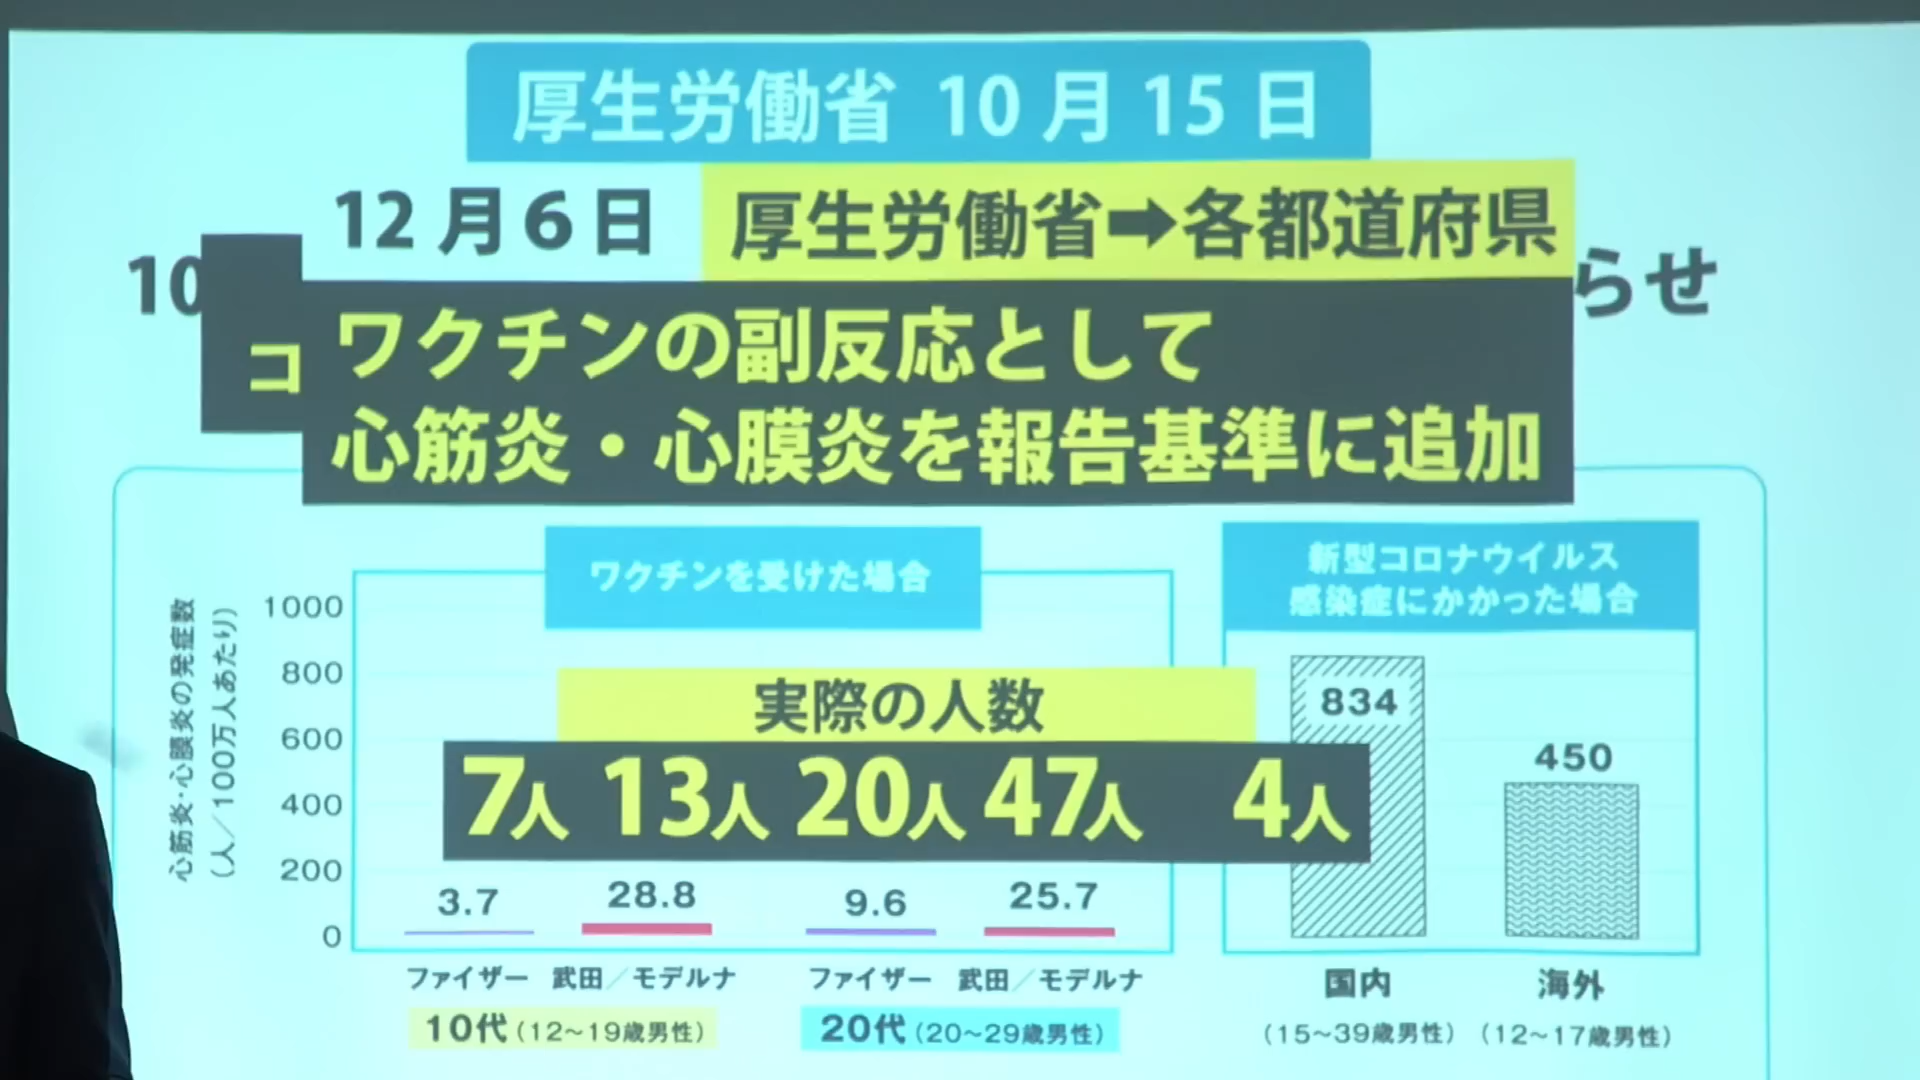 厚生労働省 10月15日
12月6日 厚生労働省➡各都道府県
10
らせ
コ
ワクチンの副反応として
心筋炎・心膜炎を報告基準に追加
ワクチンを受けた場合
新型コロナウイルス
感染症にかかった場合
心筋炎・心膜炎の発症数
(人/100万人あたり)
1000
800
600
400
200
0
実際の人数
7人 13人 20人 47人 4人
834
450
3.7 28.8 9.6 25.7
ファイザー 武田/モデルナ ファイザー 武田/モデルナ 国内 海外
10代(12〜19歳男性) 20代(20〜29歳男性) (15〜39歳男性) (12〜17歳男性)